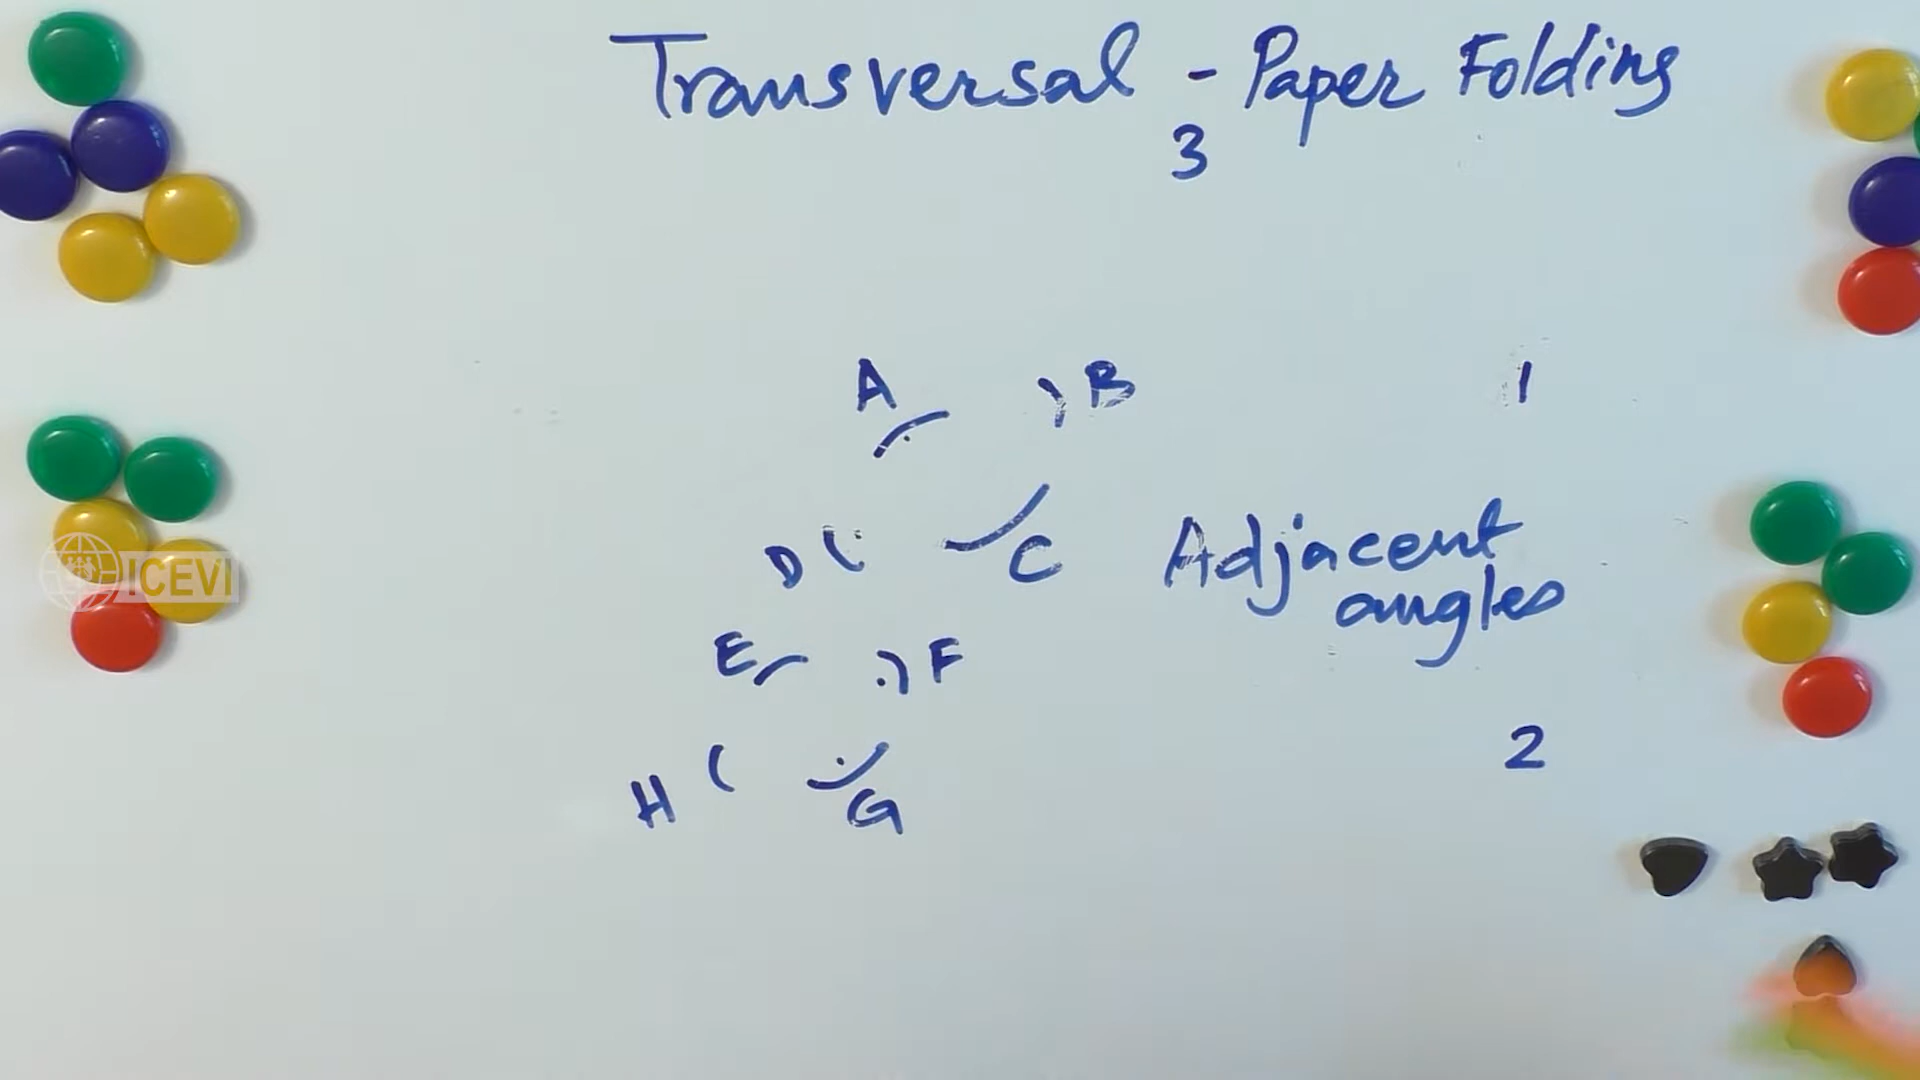 Transversal - Paper Folding
3
A B 1
D C Adjacent
angles
ICEVI
E F
2
H G